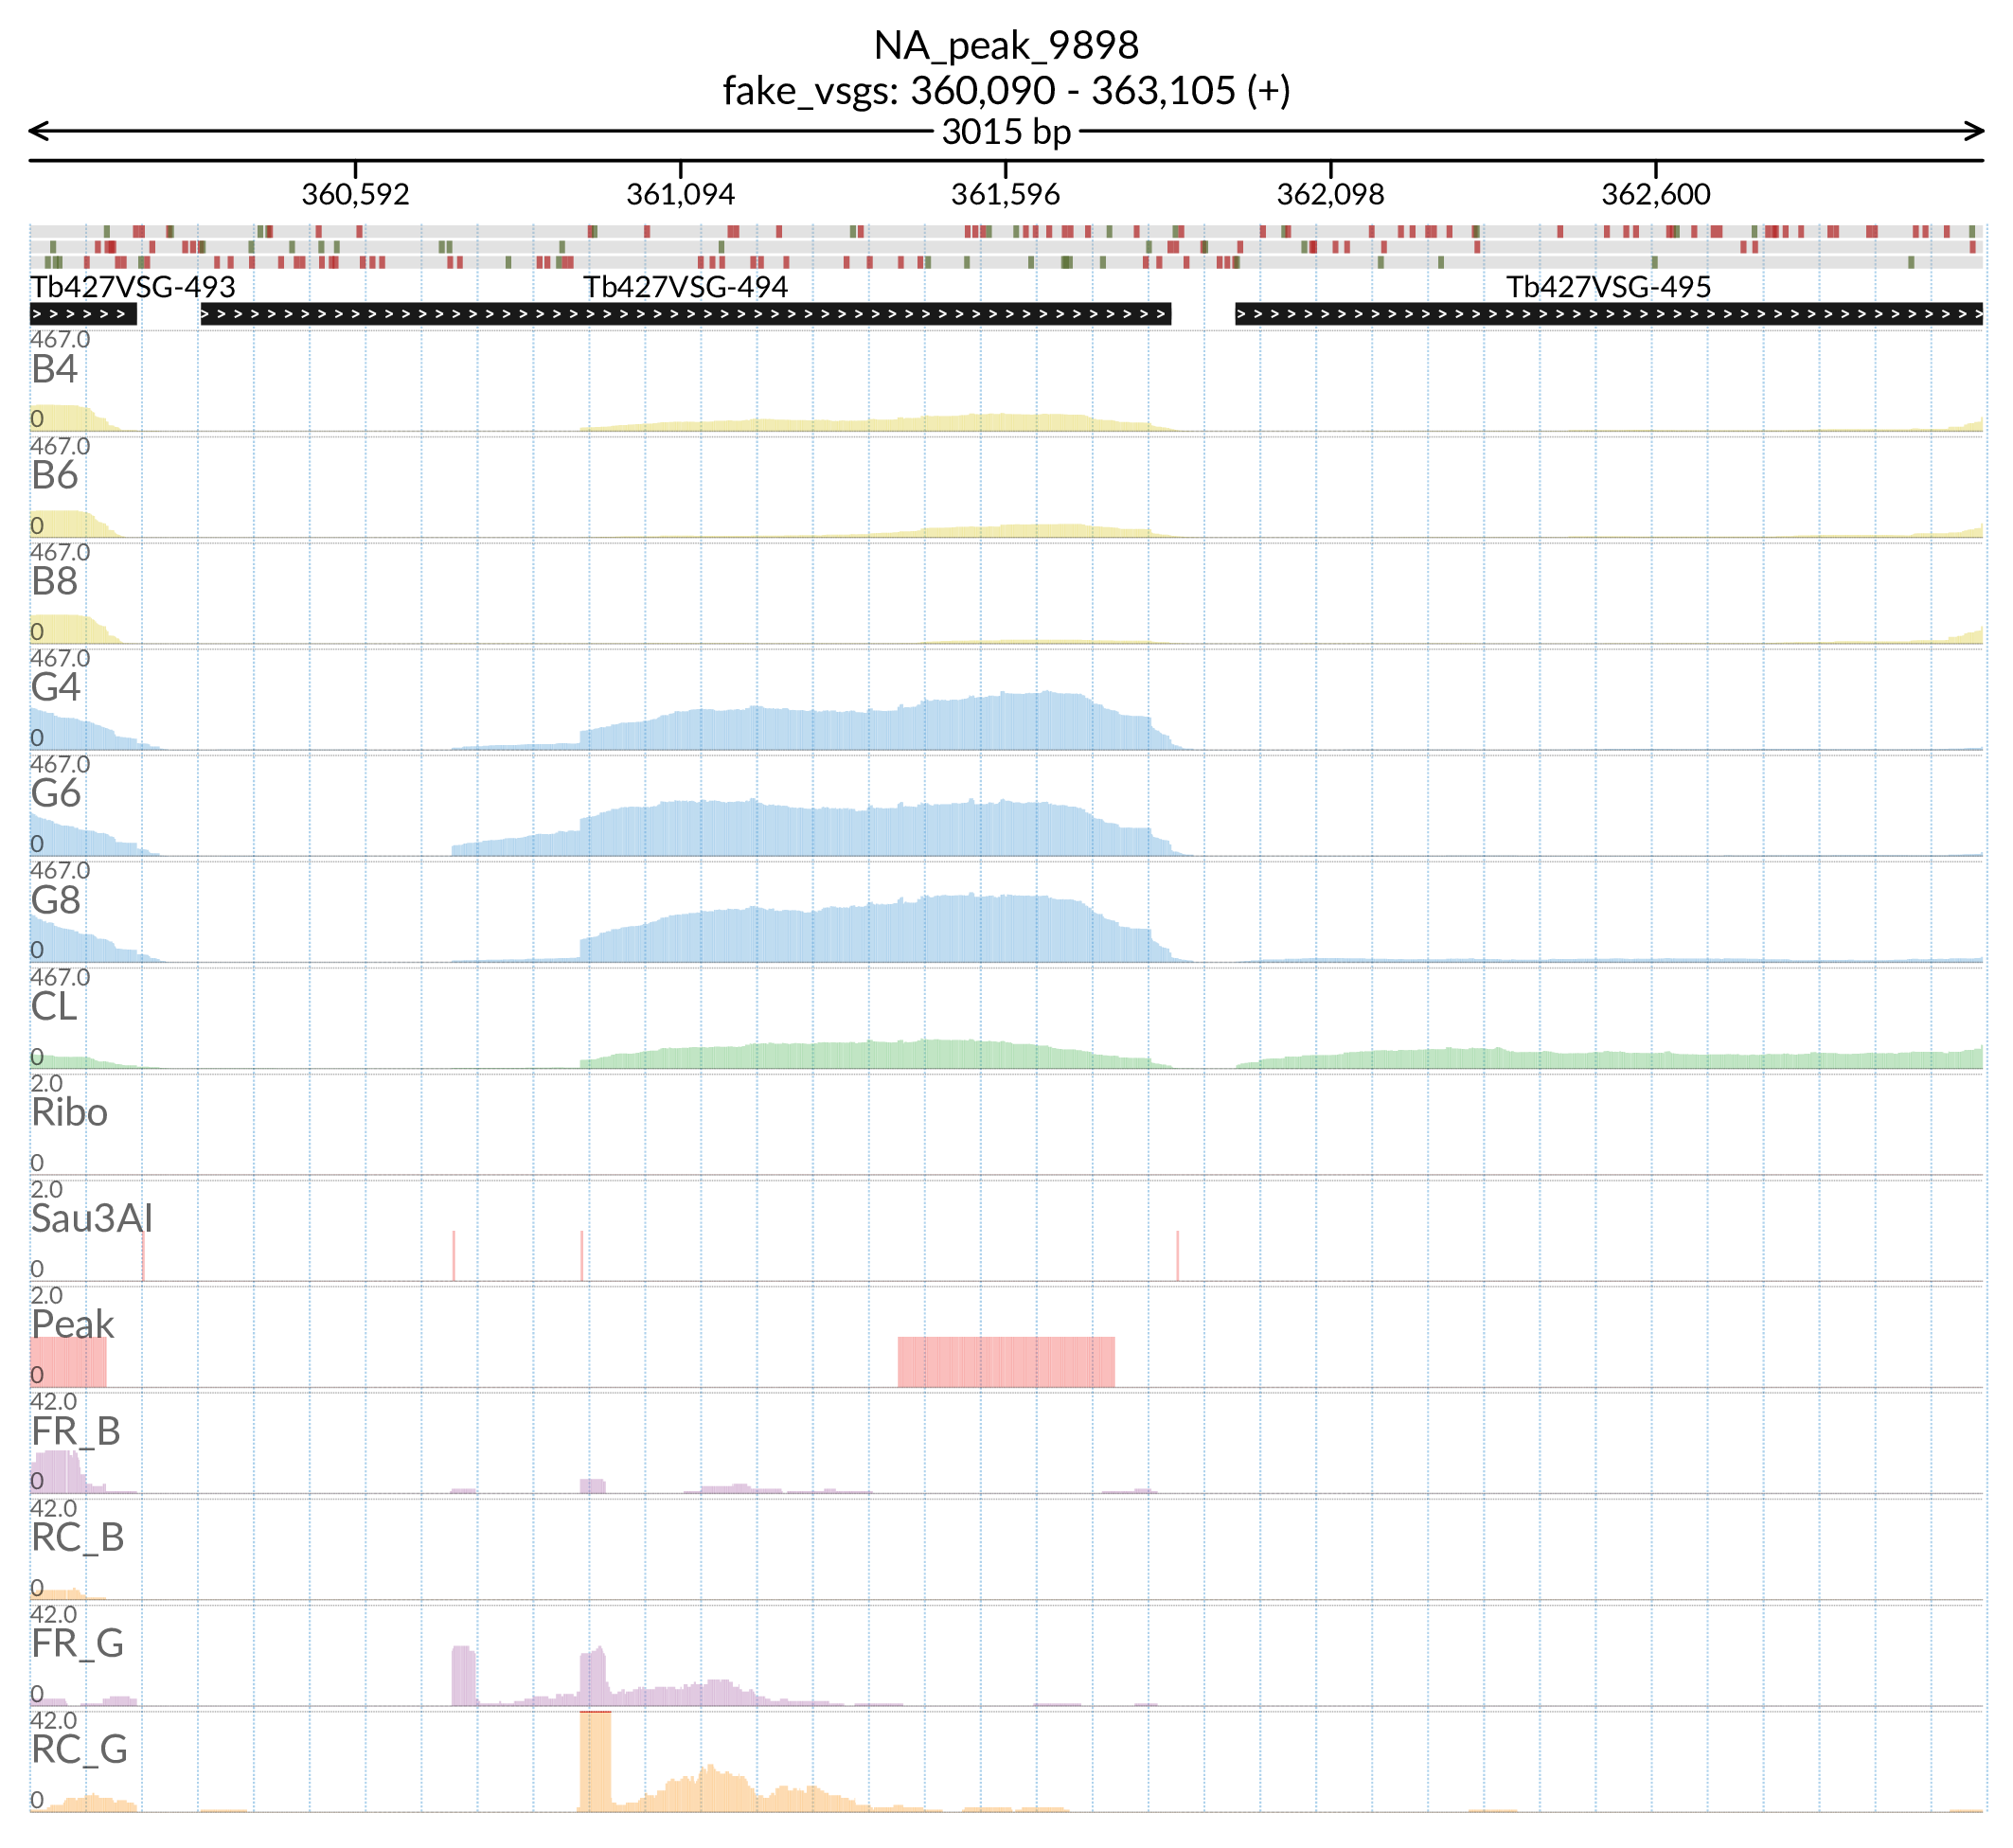 NA_peak_9898
fake_vsgs: 360,090 - 363,105 (+)
3015 bp
360,592 361,094 361,596 362,098 362,600
Tb427VSG-493 Tb427VSG-494 Tb427VSG-495
467.0
B4
0
467.0
B6
0
467.0
B8
0
467.0
G4
0
467.0
G6
0
467.0
G8
0
467.0
CL
0
2.0
Ribo
0
2.0
Sau3AI
0
2.0
Peak
0
42.0
FR_B
0
42.0
RC_B
0
42.0
FR_G
0
42.0
RC_G
0